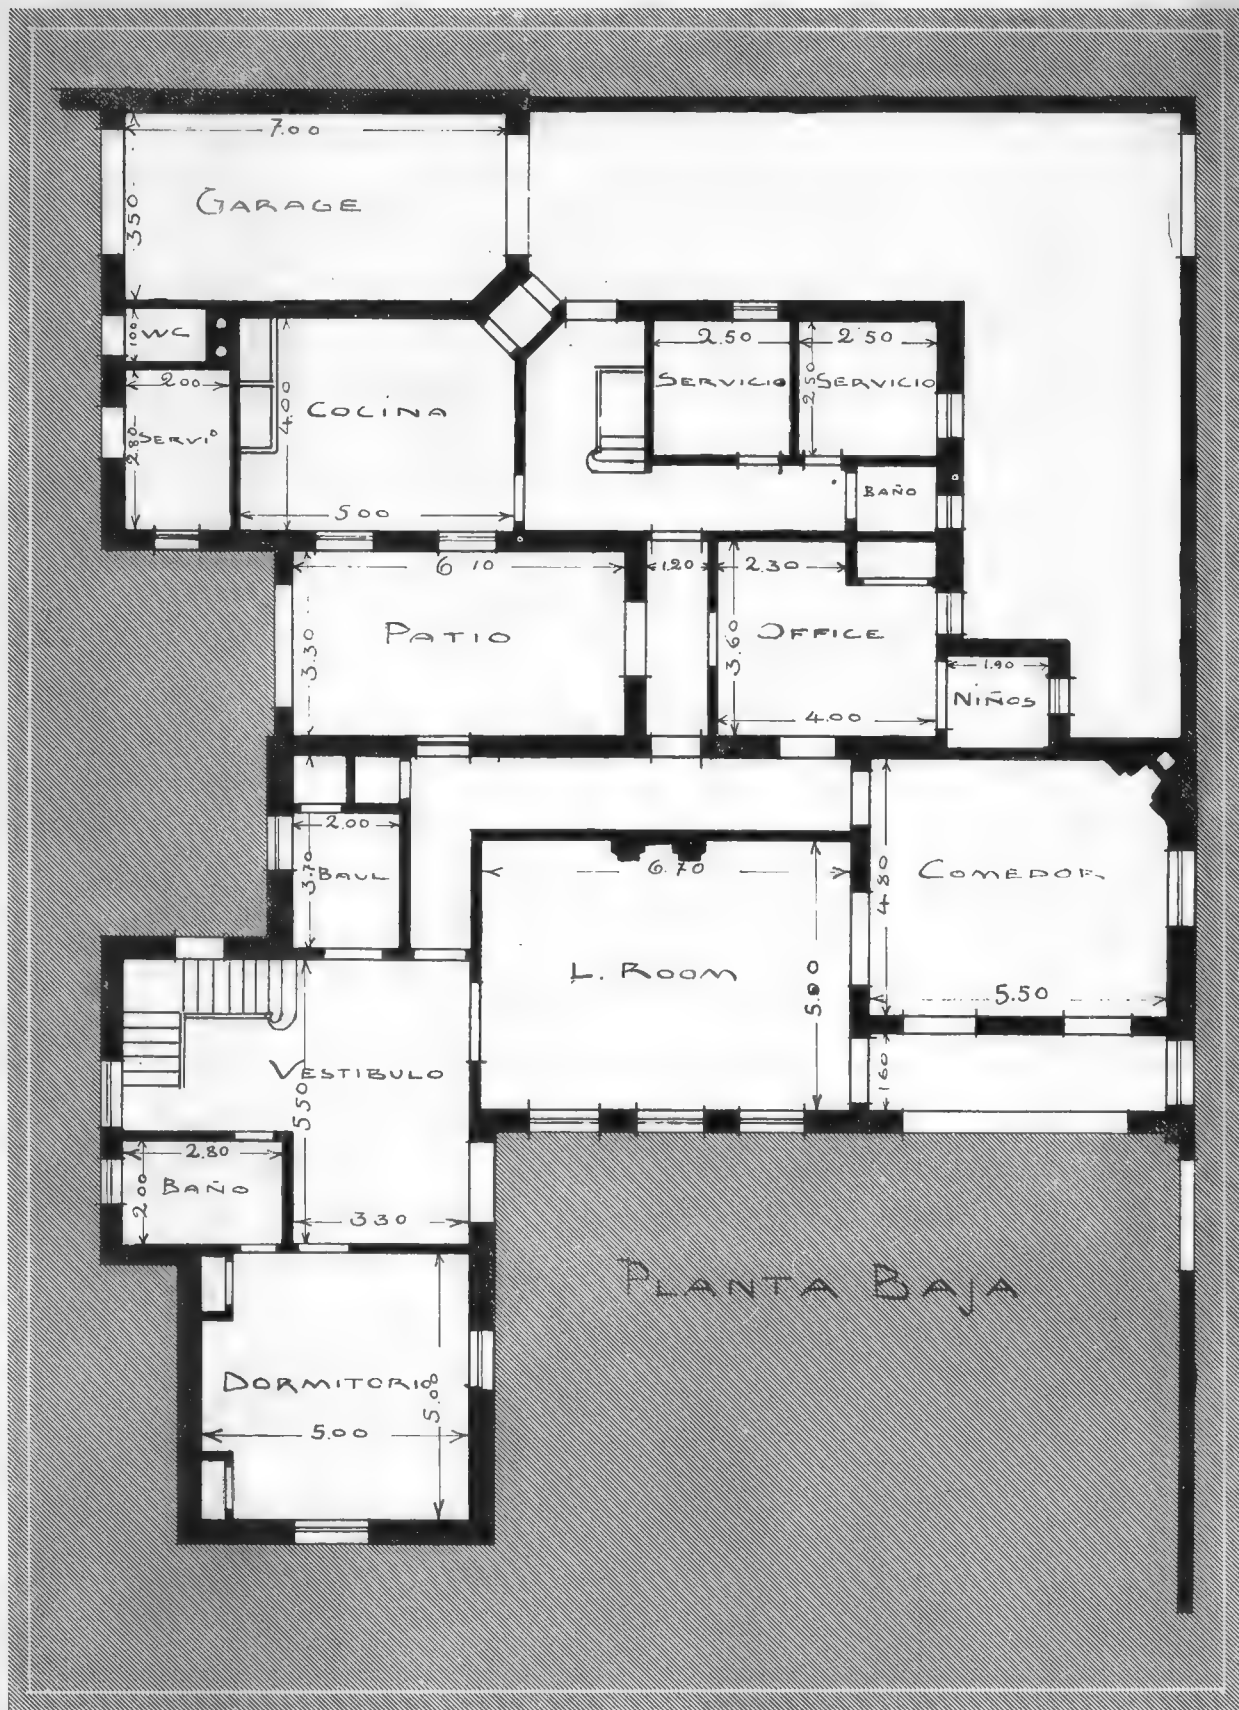 7.00
3.50
GARAGE
WC
1.00
2.00
2.80
SERVIO
COCINA
4.00
5.00
2.50
2.50
SERVICIO
2.50
SERVICIO
BAÑO
6.10
1.20
2.30
PATIO
3.30
3.60
OFFICE
4.00
1.90
NIÑOS
2.00
3.70
BAUL
6.70
COMEDOR
4.80
L. ROOM
5.00
5.50
VESTIBULO
5.50
1.60
2.80
2.00
BAÑO
3.30
PLANTA BAJA
DORMITORIO
5.00
5.00